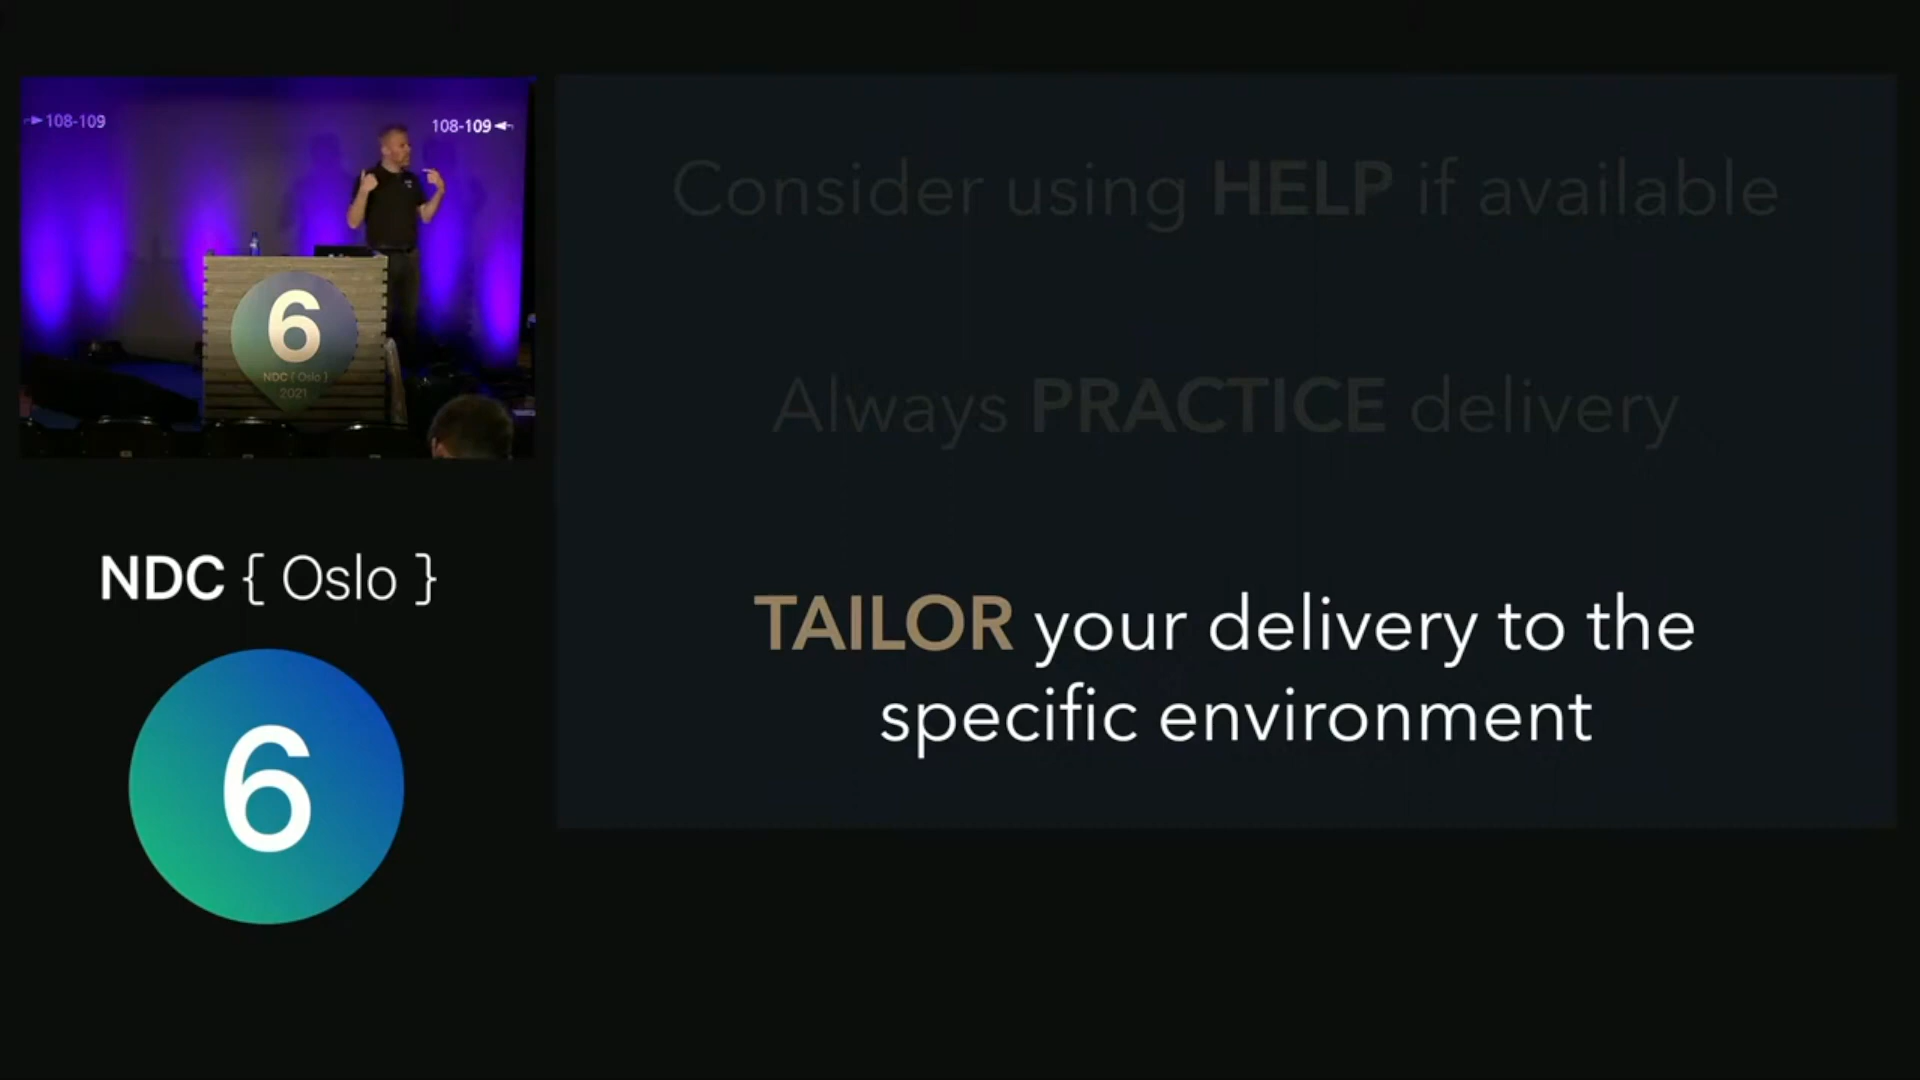 108-109
108-109
6
NDC { Oslo }
2021
NDC { Oslo }
6
Consider using HELP if available
Always PRACTICE delivery
TAILOR your delivery to the
specific environment